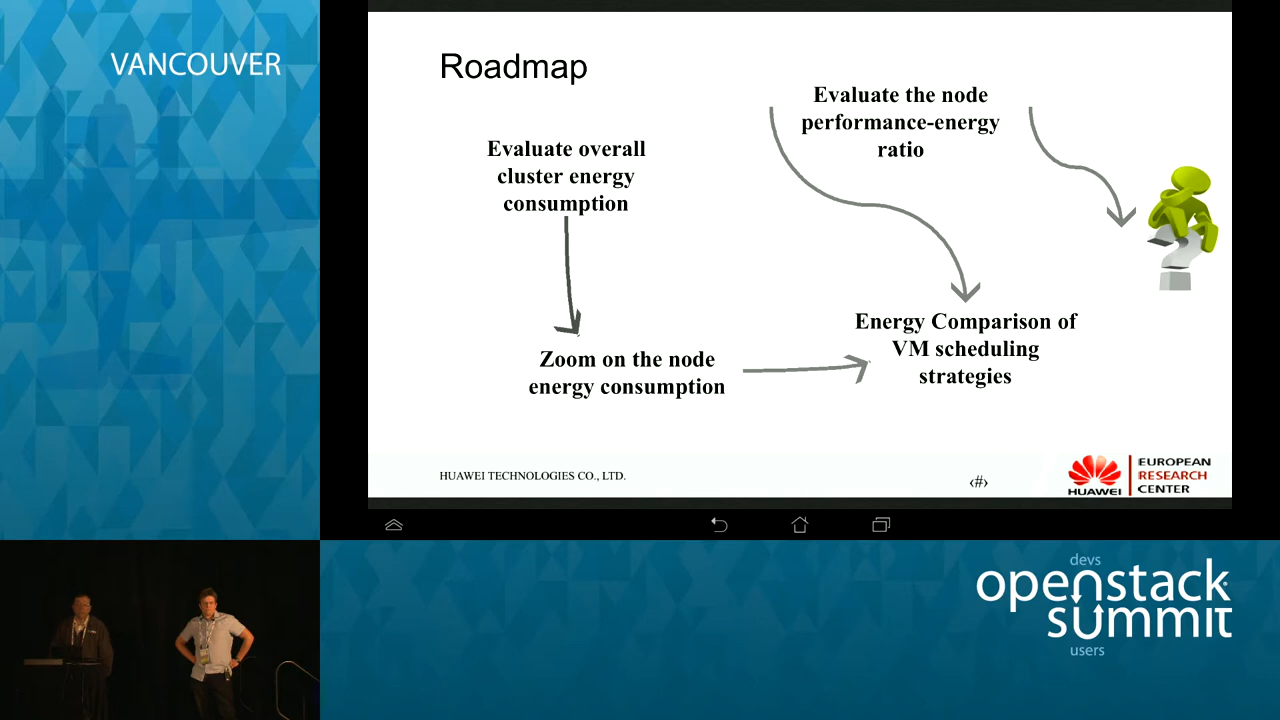 VANCOUVER
Roadmap
Evaluate the node
performance-energy
ratio
Evaluate overall
cluster energy
consumption
Energy Comparison of
VM scheduling
strategies
Zoom on the node
energy consumption
HUAWEI TECHNOLOGIES CO., LTD.
‹#›
HUAWEI
EUROPEAN
RESEARCH
CENTER
devs
openstack
summit
users